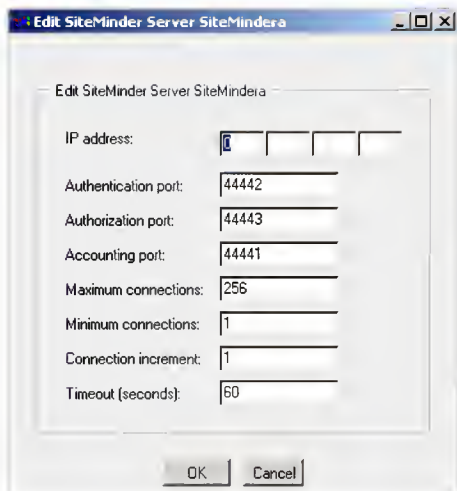 Edit SiteMinder Server SiteMindera
Edit SiteMinder Server SiteMindera
IP address: 0
Authentication port: 44442
Authorization port: 44443
Accounting port: 44441
Maximum connections: 256
Minimum connections: 1
Connection increment: 1
Timeout (seconds): 60
OK Cancel